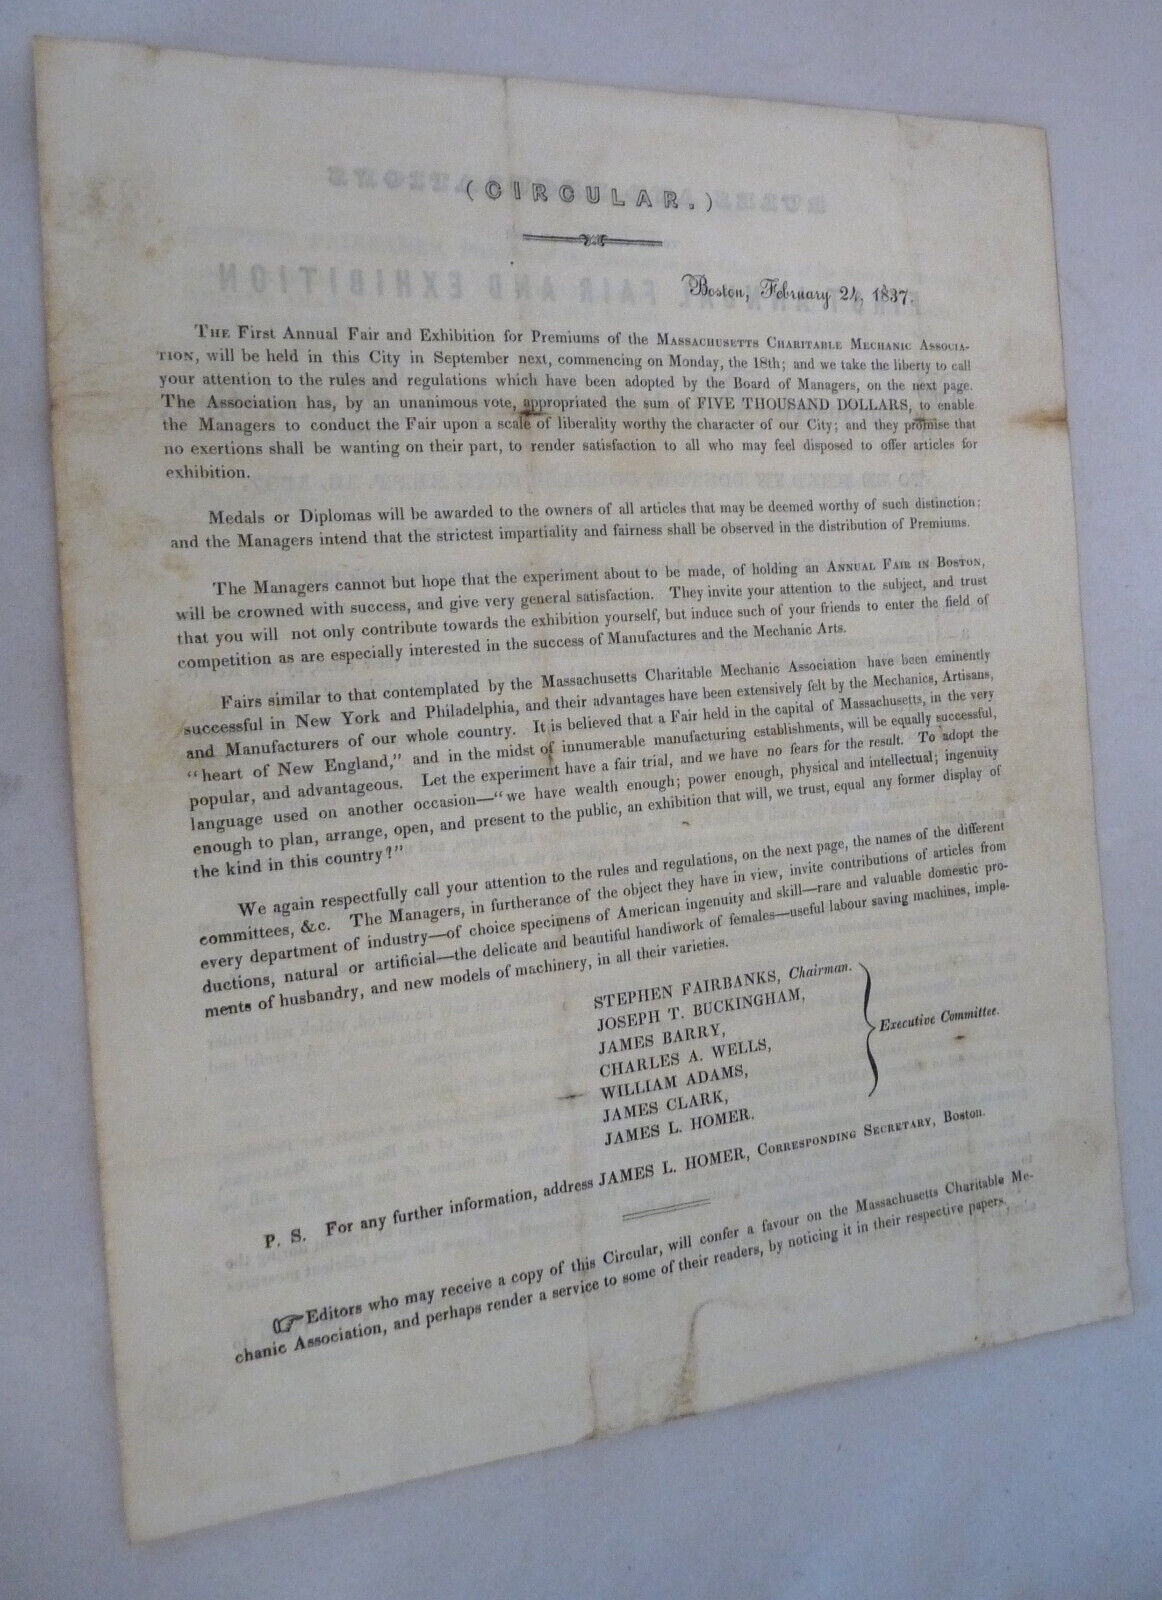 (CIRCULAR.)
Boston, February 24, 1837.
THE First Annual Fair and Exhibition for Premiums of the MASSACHUSETTS CHARITABLE MECHANIC ASSOCIA-
TION, will be held in this City in September next, commencing on Monday, the 18th; and we take the liberty to call
your attention to the rules and regulations which have been adopted by the Board of Managers, on the next page.
The Association has, by an unanimous vote, appropriated the sum of FIVE THOUSAND DOLLARS, to enable
the Managers to conduct the Fair upon a scale of liberality worthy the character of our City; and they promise that
no exertions shall be wanting on their part, to render satisfaction to all who may feel disposed to offer articles for
exhibition.
Medals or Diplomas will be awarded to the owners of all articles that may be deemed worthy of such distinction:
and the Managers intend that the strictest impartiality and fairness shall be observed in the distribution of Premiums.
The Managers cannot but hope that the experiment about to be made, of holding an ANNUAL FAIR IN BOSTON,
will be crowned with success, and give very general satisfaction. They invite your attention to the subject, and trust
that you will not only contribute towards the exhibition yourself, but induce such of your friends to enter the field of
competition as are especially interested in the success of Manufactures and the Mechanic Arts.
Fairs similar to that contemplated by the Massachusetts Charitable Mechanic Association have been eminently
successful in New York and Philadelphia, and their advantages have been extensively felt by the Mechanics, Artisans,
and Manufacturers of our whole country. It is believed that a Fair held in the capital of Massachusetts, in the very
"heart of New England," and in the midst of innumerable manufacturing establishments, will be equally successful,
popular, and advantageous. Let the experiment have a fair trial, and we have no fears for the result. To adopt the
language used on another occasion—"we have wealth enough; power enough, physical and intellectual; ingenuity
enough to plan, arrange, open, and present to the public, an exhibition that will, we trust, equal any former display of
the kind in this country?"
We again respectfully call your attention to the rules and regulations, on the next page, the names of the different
committees, &c. The Managers, in furtherance of the object they have in view, invite contributions of articles from
every department of industry—of choice specimens of American ingenuity and skill—rare and valuable domestic pro-
ductions, natural or artificial—the delicate and beautiful handiwork of females—useful labour saving machines, imple-
ments of husbandry, and new models of machinery, in all their varieties.
STEPHEN FAIRBANKS, Chairman.
JOSEPH T. BUCKINGHAM,
JAMES BARRY,
CHARLES A. WELLS,
WILLIAM ADAMS,
JAMES CLARK,
JAMES L. HOMER.
Executive Committee.
P. S. For any further information, address JAMES L. HOMER, CORRESPONDING SECRETARY, Boston.
☞Editors who may receive a copy of this Circular, will confer a favour on the Massachusetts Charitable Me-
chanic Association, and perhaps render a service to some of their readers, by noticing it in their respective papers.